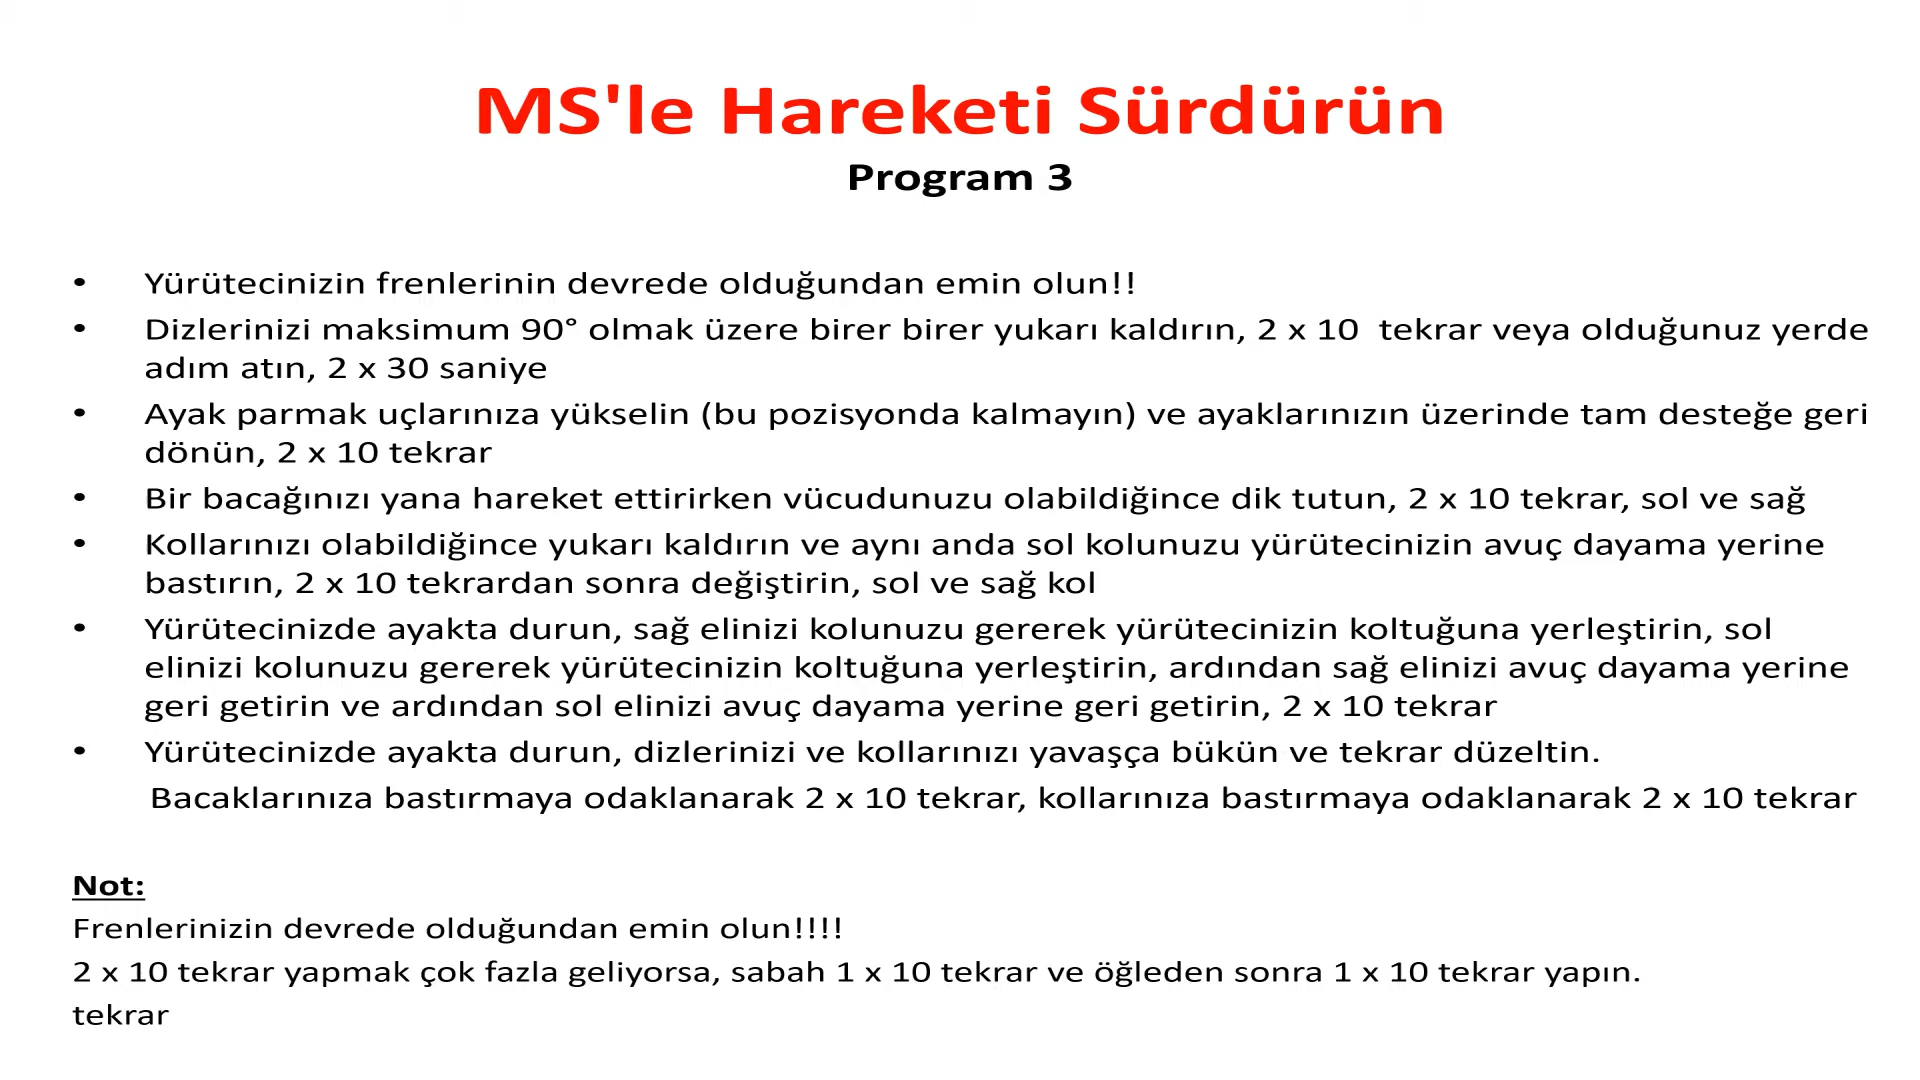 MS'le Hareketi Sürdürün
Program 3
• Yürütecinizin frenlerinin devrede olduğundan emin olun!!
• Dizlerinizi maksimum 90° olmak üzere birer birer yukarı kaldırın, 2 x 10  tekrar veya olduğunuz yerde
adım atın, 2 x 30 saniye
• Ayak parmak uçlarınıza yükselin (bu pozisyonda kalmayın) ve ayaklarınızın üzerinde tam desteğe geri
dönün, 2 x 10 tekrar
• Bir bacağınızı yana hareket ettirirken vücudunuzu olabildiğince dik tutun, 2 x 10 tekrar, sol ve sağ
• Kollarınızı olabildiğince yukarı kaldırın ve aynı anda sol kolunuzu yürütecinizin avuç dayama yerine
bastırın, 2 x 10 tekrardan sonra değiştirin, sol ve sağ kol
• Yürütecinizde ayakta durun, sağ elinizi kolunuzu gererek yürütecinizin koltuğuna yerleştirin, sol
elinizi kolunuzu gererek yürütecinizin koltuğuna yerleştirin, ardından sağ elinizi avuç dayama yerine
geri getirin ve ardından sol elinizi avuç dayama yerine geri getirin, 2 x 10 tekrar
• Yürütecinizde ayakta durun, dizlerinizi ve kollarınızı yavaşça bükün ve tekrar düzeltin.
Bacaklarınıza bastırmaya odaklanarak 2 x 10 tekrar, kollarınıza bastırmaya odaklanarak 2 x 10 tekrar
Not:
Frenlerinizin devrede olduğundan emin olun!!!!
2 x 10 tekrar yapmak çok fazla geliyorsa, sabah 1 x 10 tekrar ve öğleden sonra 1 x 10 tekrar yapın.
tekrar